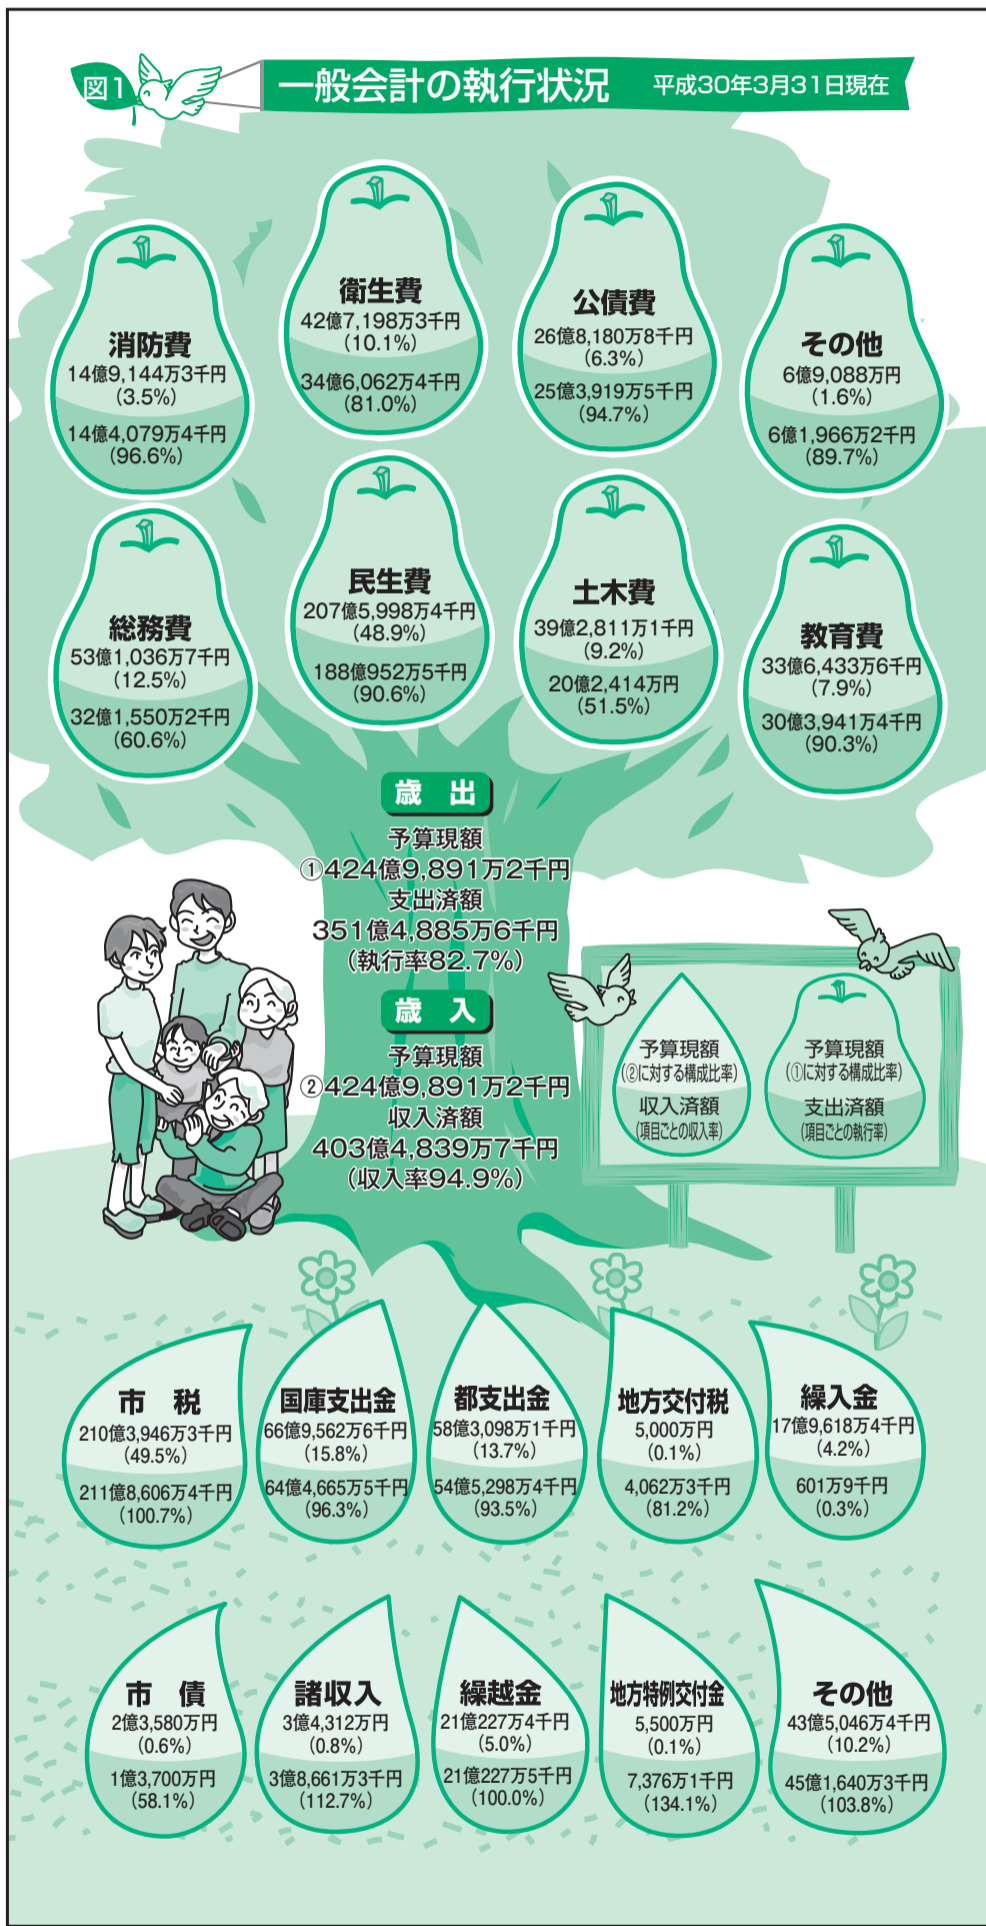 図1
一般会計の執行状況
平成30年3月31日現在
消防費
14億9,144万3千円
(3.5%)
14億4,079万4千円
(96.6%)
衛生費
42億7,198万3千円
(10.1%)
34億6,062万4千円
(81.0%)
公債費
26億8,180万8千円
(6.3%)
25億3,919万5千円
(94.7%)
その他
6億9,088万円
(1.6%)
6億1,966万2千円
(89.7%)
総務費
53億1,036万7千円
(12.5%)
32億1,550万2千円
(60.6%)
民生費
207億5,998万4千円
(48.9%)
188億952万5千円
(90.6%)
土木費
39億2,811万1千円
(9.2%)
20億2,414万円
(51.5%)
教育費
33億6,433万6千円
(7.9%)
30億3,941万4千円
(90.3%)
歳出
予算現額
①424億9,891万2千円
支出済額
351億4,885万6千円
(執行率82.7%)
歳入
予算現額
②424億9,891万2千円
収入済額
403億4,839万7千円
(収入率94.9%)
予算現額
(②に対する構成比率)
収入済額
(項目ごとの収入率)
予算現額
(①に対する構成比率)
支出済額
(項目ごとの執行率)
市税
210億3,946万3千円
(49.5%)
211億8,606万4千円
(100.7%)
国庫支出金
66億9,562万6千円
(15.8%)
64億4,665万5千円
(96.3%)
都支出金
58億3,098万1千円
(13.7%)
54億5,298万4千円
(93.5%)
地方交付税
5,000万円
(0.1%)
4,062万3千円
(81.2%)
繰入金
17億9,618万4千円
(4.2%)
601万9千円
(0.3%)
市債
2億3,580万円
(0.6%)
1億3,700万円
(58.1%)
諸収入
3億4,312万円
(0.8%)
3億8,661万3千円
(112.7%)
繰越金
21億227万4千円
(5.0%)
21億227万5千円
(100.0%)
地方特例交付金
5,500万円
(0.1%)
7,376万1千円
(134.1%)
その他
43億5,046万4千円
(10.2%)
45億1,640万3千円
(103.8%)